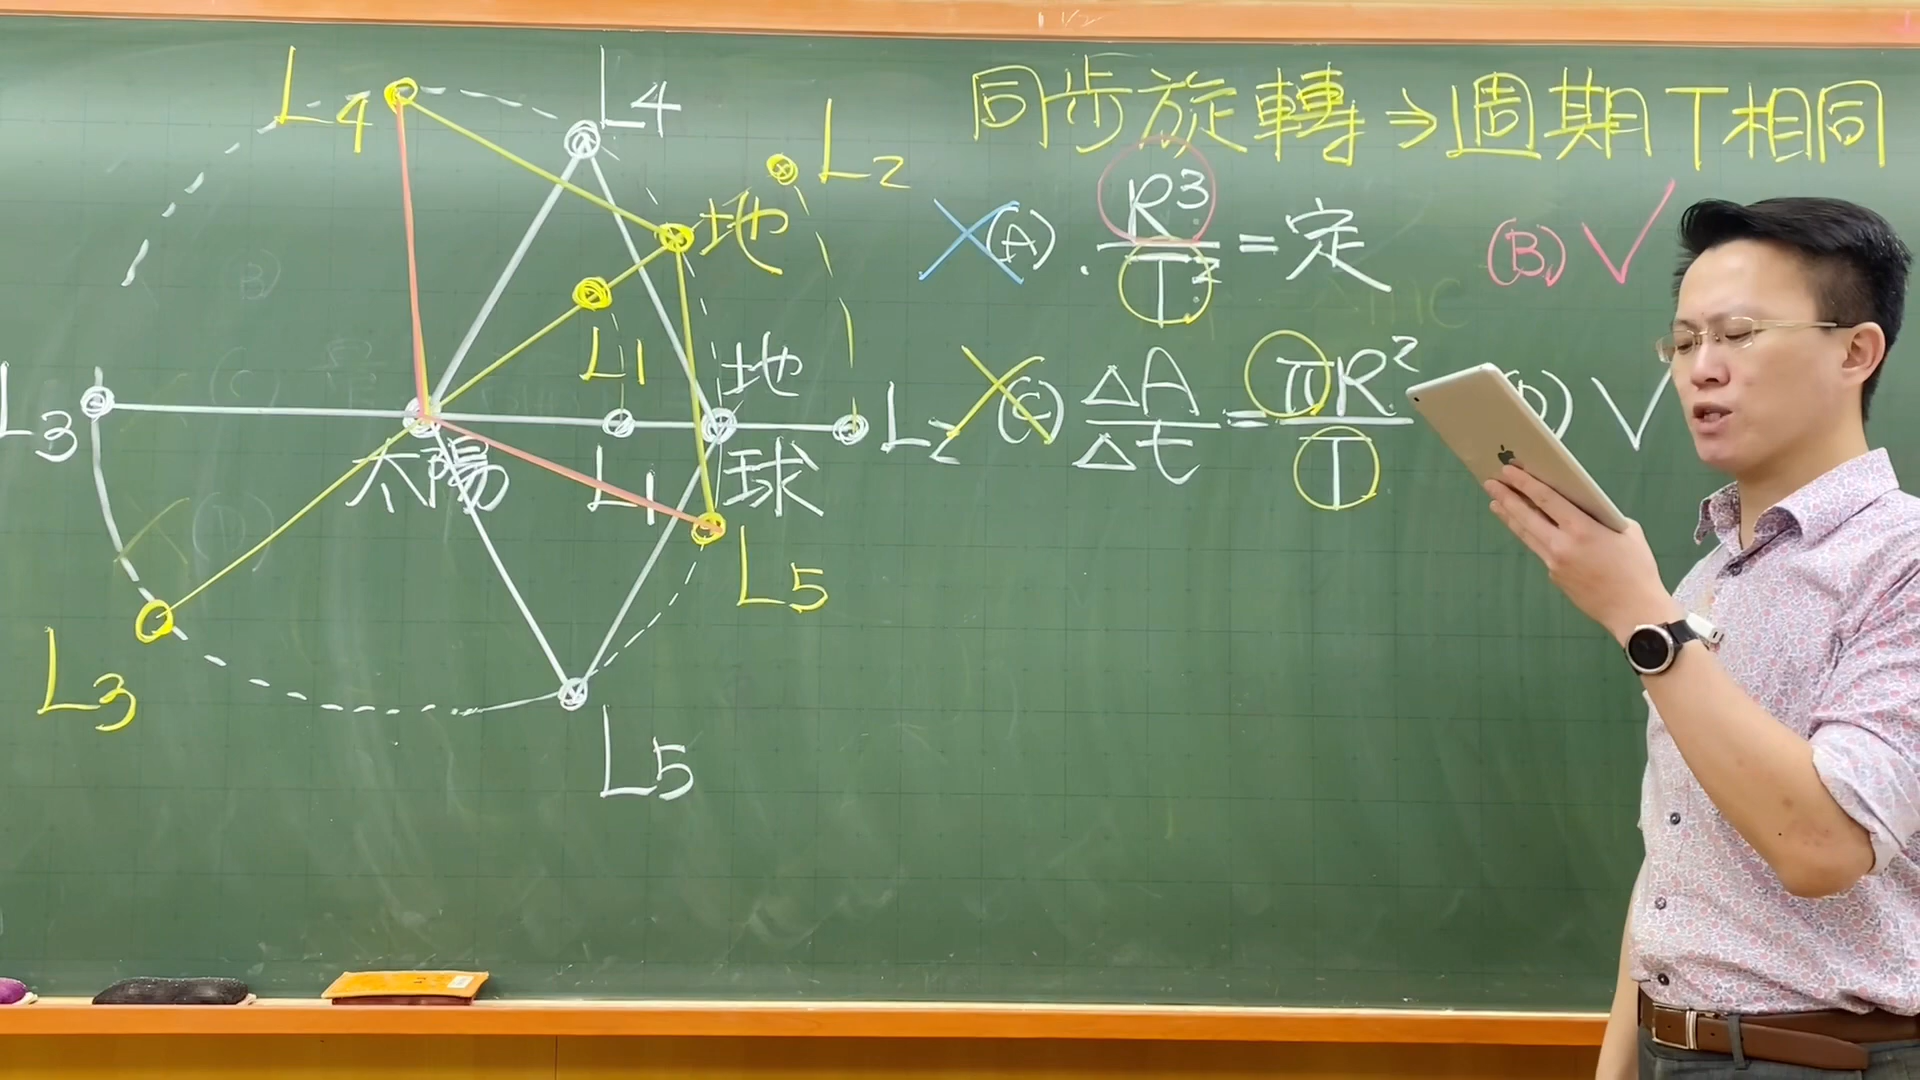 同步旋轉⇒週期T相同
(A). R³/T² = 定
(B) ✓
(C) ΔA/Δt = πR²/T
D) ✓
L4
L4
L2
地
L1
地
球
L3
太陽
L1
L2
L5
L3
L5